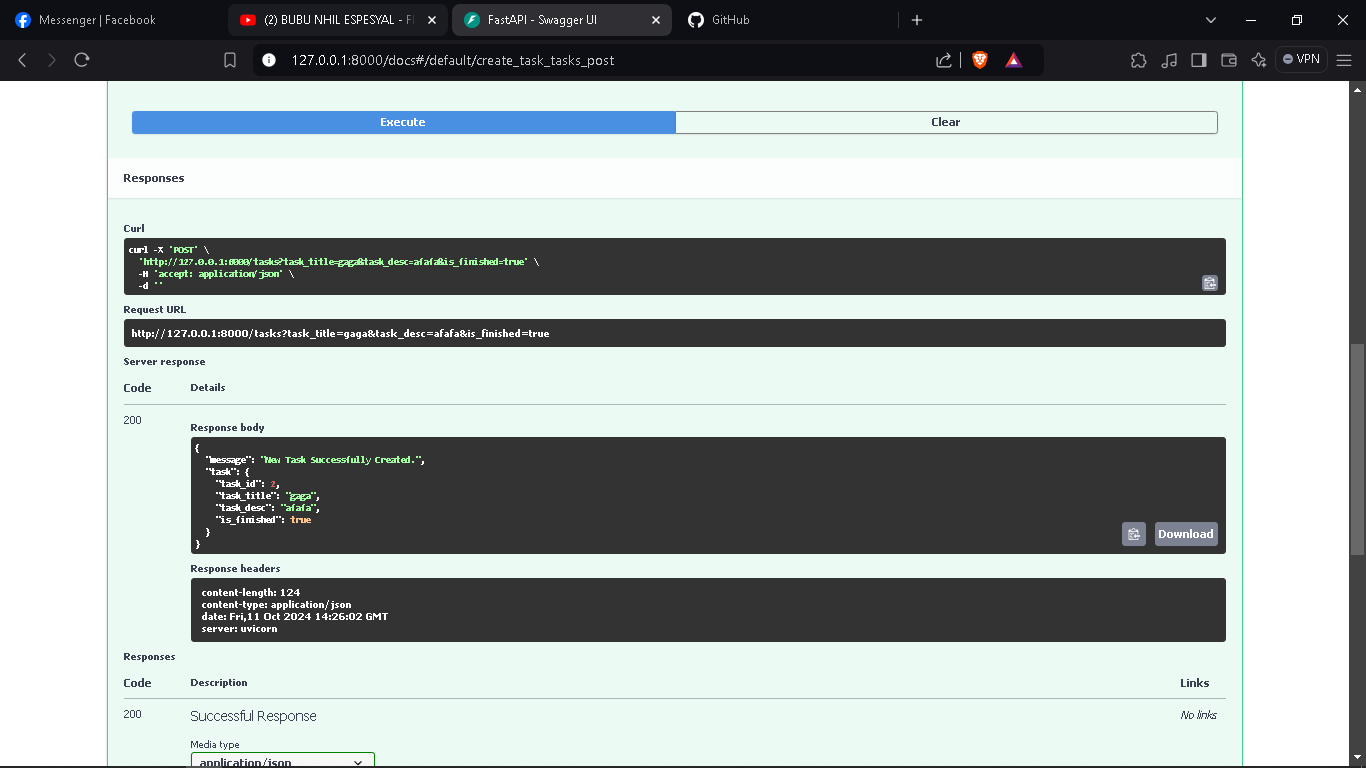 Messenger | Facebook
(2) BUBU NHIL ESPESYAL - F
FastAPI - Swagger UI
GitHub
127.0.0.1:8000/docs#/default/create_task_tasks_post
VPN
Execute
Clear
Responses
Curl
curl -X 'POST' \
'http://127.0.0.1:8000/tasks?task_title=gaga&task_desc=afafa&is_finished=true' \
-H 'accept: application/json' \
-d ''
Request URL
http://127.0.0.1:8000/tasks?task_title=gaga&task_desc=afafa&is_finished=true
Server response
Code Details
200
Response body
{
"message": "New Task Successfully Created.",
"task": {
"task_id": 2,
"task_title": "gaga",
"task_desc": "afafa",
"is_finished": true
}
}
Download
Response headers
content-length: 124
content-type: application/json
date: Fri,11 Oct 2024 14:26:02 GMT
server: uvicorn
Responses
Code Description Links
200 Successful Response No links
Media type
application/json